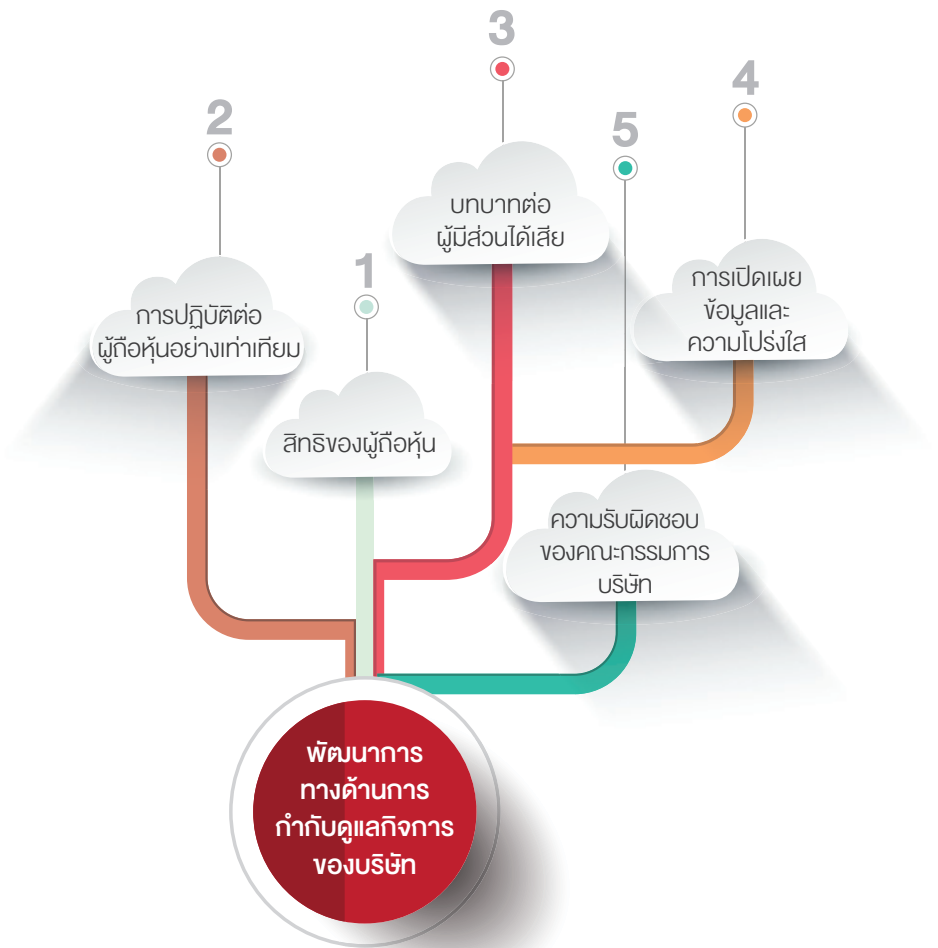 3
4
2
5
บทบาทต่อ
ผู้มีส่วนได้เสีย
1
การเปิดเผย
ข้อมูลและ
ความโปร่งใส
การปฏิบัติต่อ
ผู้ถือหุ้นอย่างเท่าเทียม
สิทธิของผู้ถือหุ้น
ความรับผิดชอบ
ของคณะกรรมการ
บริษัท
พัฒนาการ
ทางด้านการ
กำกับดูแลกิจการ
ของบริษัท